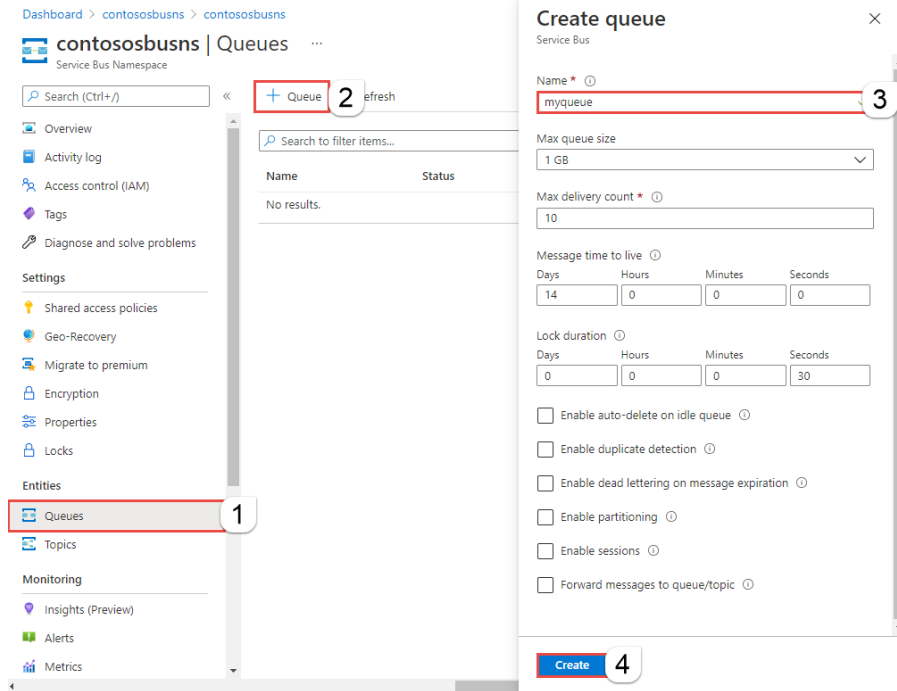 Dashboard > contososbusns > contososbusns
contososbusns | Queues ...
Service Bus Namespace
Search (Ctrl+/) «
Overview
Activity log
Access control (IAM)
Tags
Diagnose and solve problems
Settings
Shared access policies
Geo-Recovery
Migrate to premium
Encryption
Properties
Locks
Entities
Queues 1
Topics
Monitoring
Insights (Preview)
Alerts
Metrics
+ Queue 2 efresh
Search to filter items...
Name Status
No results.
Create queue
Service Bus
Name *
myqueue 3
Max queue size
1 GB
Max delivery count *
10
Message time to live
Days Hours Minutes Seconds
14 0 0 0
Lock duration
Days Hours Minutes Seconds
0 0 0 30
Enable auto-delete on idle queue
Enable duplicate detection
Enable dead lettering on message expiration
Enable partitioning
Enable sessions
Forward messages to queue/topic
Create 4